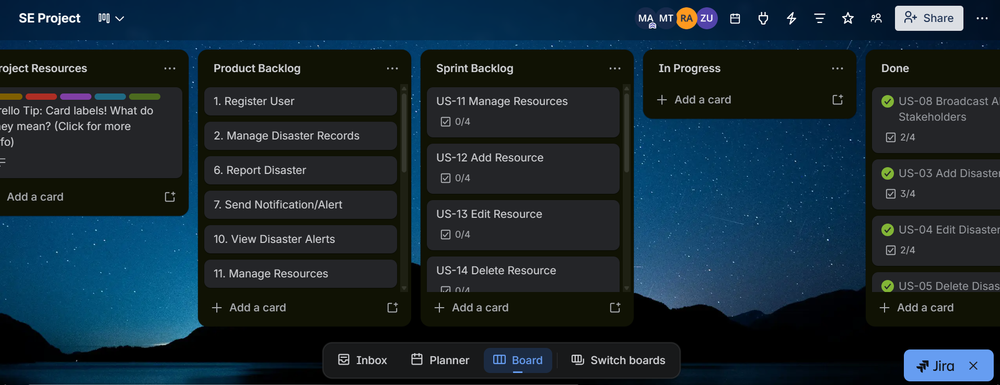 SE Project
MA
MT
RA
ZU
Share
roject Resources
rello Tip: Card labels! What do
ey mean? (Click for more
fo)
Add a card
Product Backlog
1. Register User
2. Manage Disaster Records
6. Report Disaster
7. Send Notification/Alert
10. View Disaster Alerts
11. Manage Resources
Add a card
Sprint Backlog
US-11 Manage Resources
0/4
US-12 Add Resource
0/4
US-13 Edit Resource
0/4
US-14 Delete Resource
0/4
Add a card
In Progress
Add a card
Done
US-08 Broadcast Al
Stakeholders
2/4
US-03 Add Disaster
3/4
US-04 Edit Disaster
2/4
US-05 Delete Disas
Add a card
Inbox
Planner
Board
Switch boards
Jira